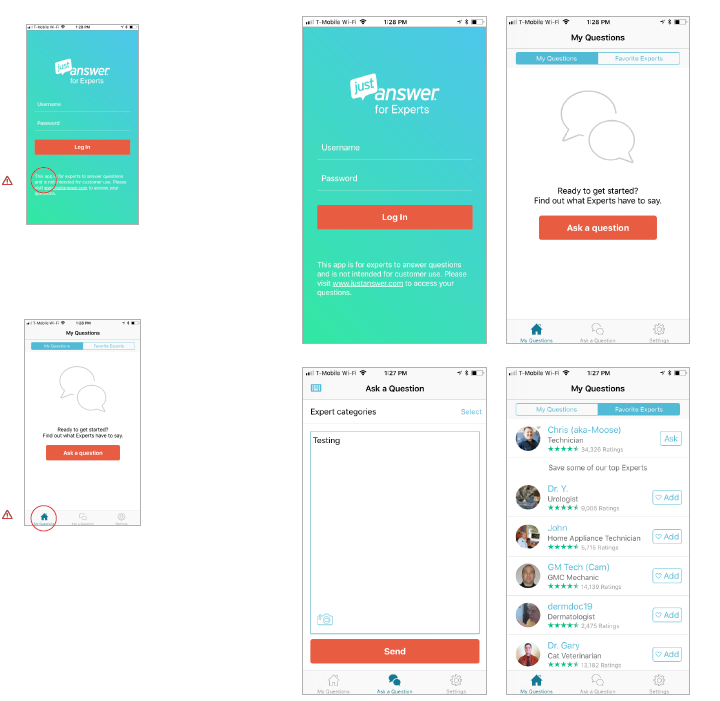 T-Mobile Wi-Fi 1:28 PM
just
answer
for Experts
Username
Password
Log In
This app is for experts to answer questions
and is not intended for customer use. Please
visit www.justanswer.com to access your
questions.
T-Mobile Wi-Fi 1:28 PM
My Questions
My Questions Favorite Experts
Ready to get started?
Find out what Experts have to say.
Ask a question
My Questions
T-Mobile Wi-Fi 1:28 PM
just
answer
for Experts
Username
Password
Log In
This app is for experts to answer questions
and is not intended for customer use. Please
visit www.justanswer.com to access your
questions.
T-Mobile Wi-Fi 1:28 PM
My Questions
My Questions Favorite Experts
Ready to get started?
Find out what Experts have to say.
Ask a question
My Questions Ask a Question Settings
T-Mobile Wi-Fi 1:27 PM
Ask a Question
Expert categories Select
Testing
Send
My Questions Ask a Question Settings
T-Mobile Wi-Fi 1:27 PM
My Questions
My Questions Favorite Experts
Chris (aka-Moose)
Technician
34,326 Ratings
Ask
Save some of our top Experts
Dr. Y.
Urologist
9,005 Ratings
Add
John
Home Appliance Technician
5,715 Ratings
Add
GM Tech (Cam)
GMC Mechanic
14,139 Ratings
Add
dermdoc19
Dermatologist
2,475 Ratings
Add
Dr. Gary
Cat Veterinarian
13,182 Ratings
Add
My Questions Ask a Question Settings